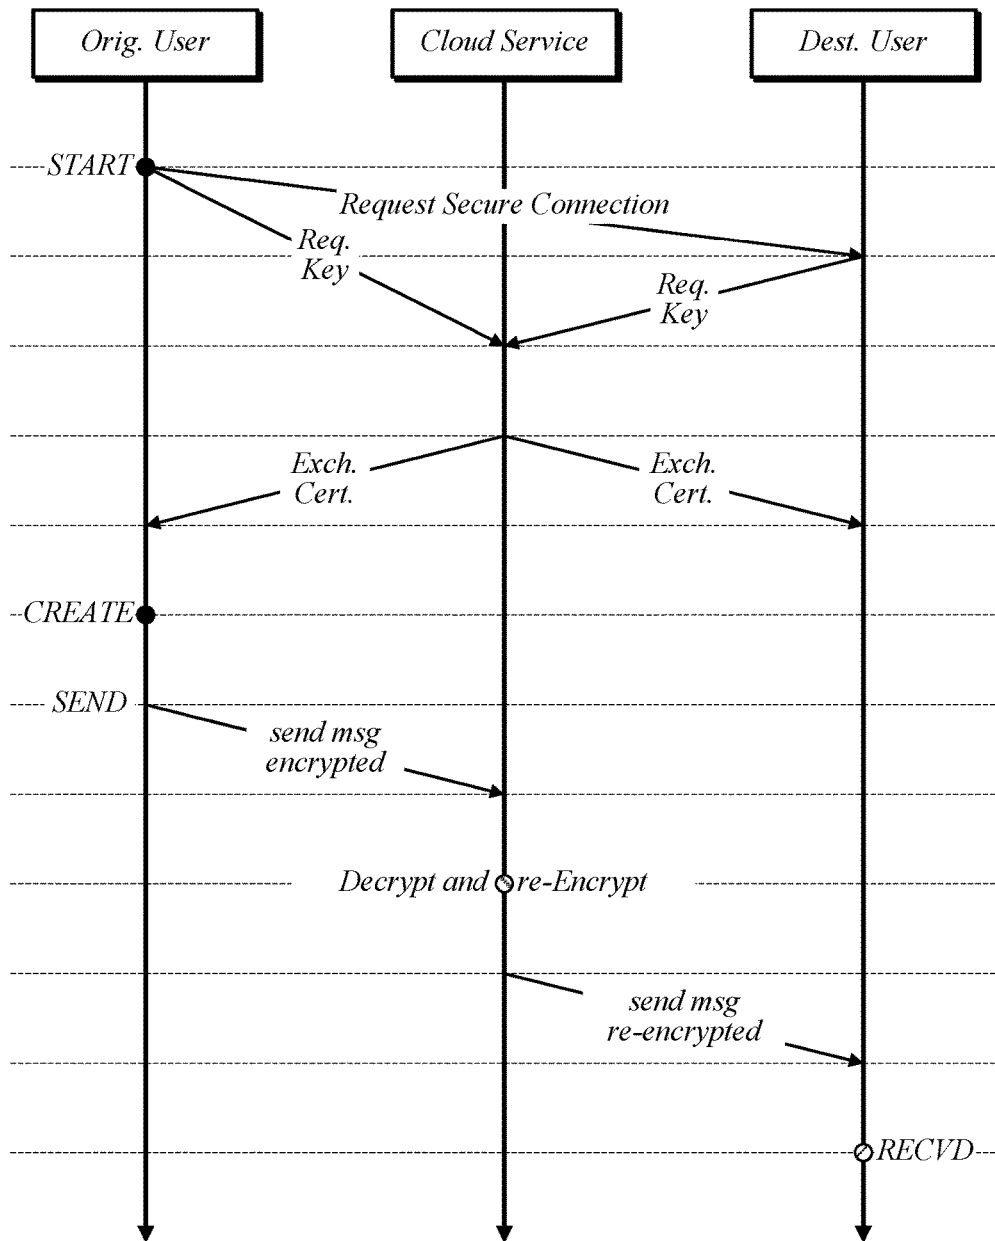 Orig. User
Cloud Service
Dest. User
START
Request Secure Connection
Req.
Key
Req.
Key
Exch.
Cert.
Exch.
Cert.
CREATE
SEND
send msg
encrypted
Decrypt and re-Encrypt
send msg
re-encrypted
RECVD